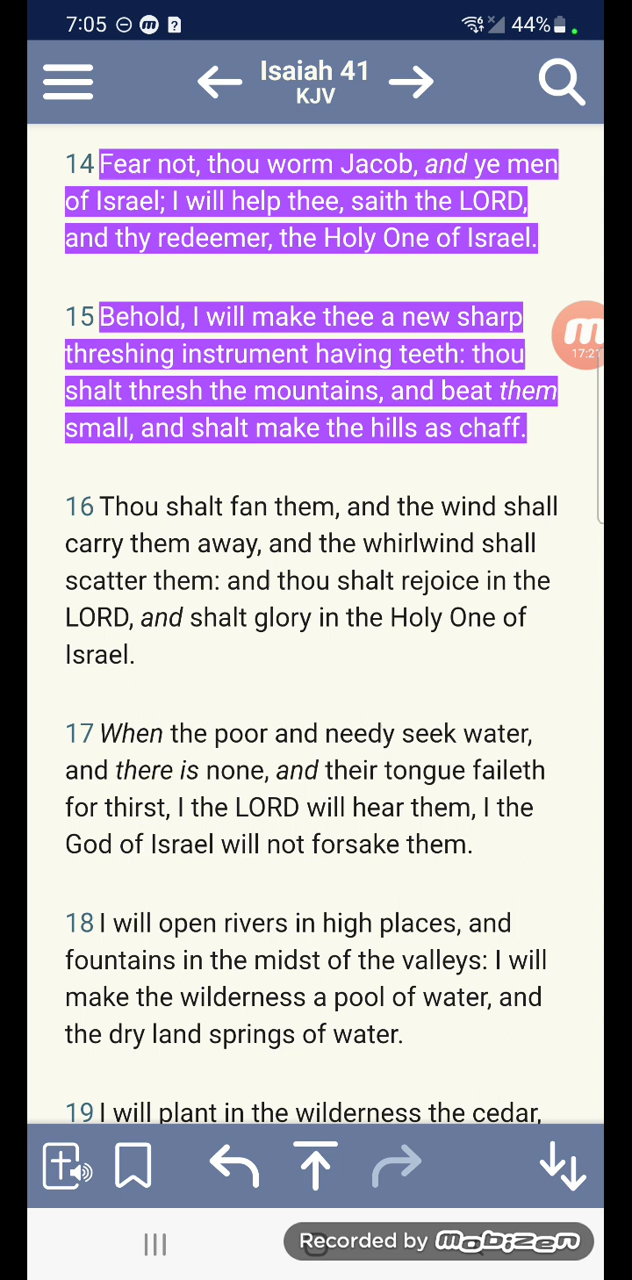 7:05
44%
Isaiah 41
KJV
14 Fear not, thou worm Jacob, and ye men
of Israel; I will help thee, saith the LORD,
and thy redeemer, the Holy One of Israel.
15 Behold, I will make thee a new sharp
threshing instrument having teeth: thou
shalt thresh the mountains, and beat them
small, and shalt make the hills as chaff.
16 Thou shalt fan them, and the wind shall
carry them away, and the whirlwind shall
scatter them: and thou shalt rejoice in the
LORD, and shalt glory in the Holy One of
Israel.
17 When the poor and needy seek water,
and there is none, and their tongue faileth
for thirst, I the LORD will hear them, I the
God of Israel will not forsake them.
18 I will open rivers in high places, and
fountains in the midst of the valleys: I will
make the wilderness a pool of water, and
the dry land springs of water.
19 I will plant in the wilderness the cedar,
Recorded by mobizen